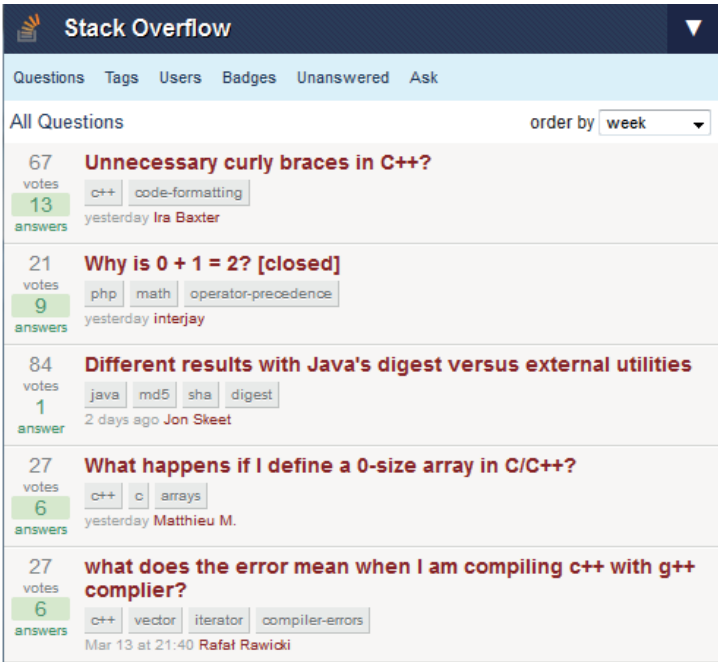 Stack Overflow
Questions Tags Users Badges Unanswered Ask
All Questions order by week
67 votes
13 answers
Unnecessary curly braces in C++?
c++ code-formatting
yesterday Ira Baxter
21 votes
9 answers
Why is 0 + 1 = 2? [closed]
php math operator-precedence
yesterday interjay
84 votes
1 answer
Different results with Java's digest versus external utilities
java md5 sha digest
2 days ago Jon Skeet
27 votes
6 answers
What happens if I define a 0-size array in C/C++?
c++ c arrays
yesterday Matthieu M.
27 votes
6 answers
what does the error mean when I am compiling c++ with g++
complier?
c++ vector iterator compiler-errors
Mar 13 at 21:40 Rafał Rawicki